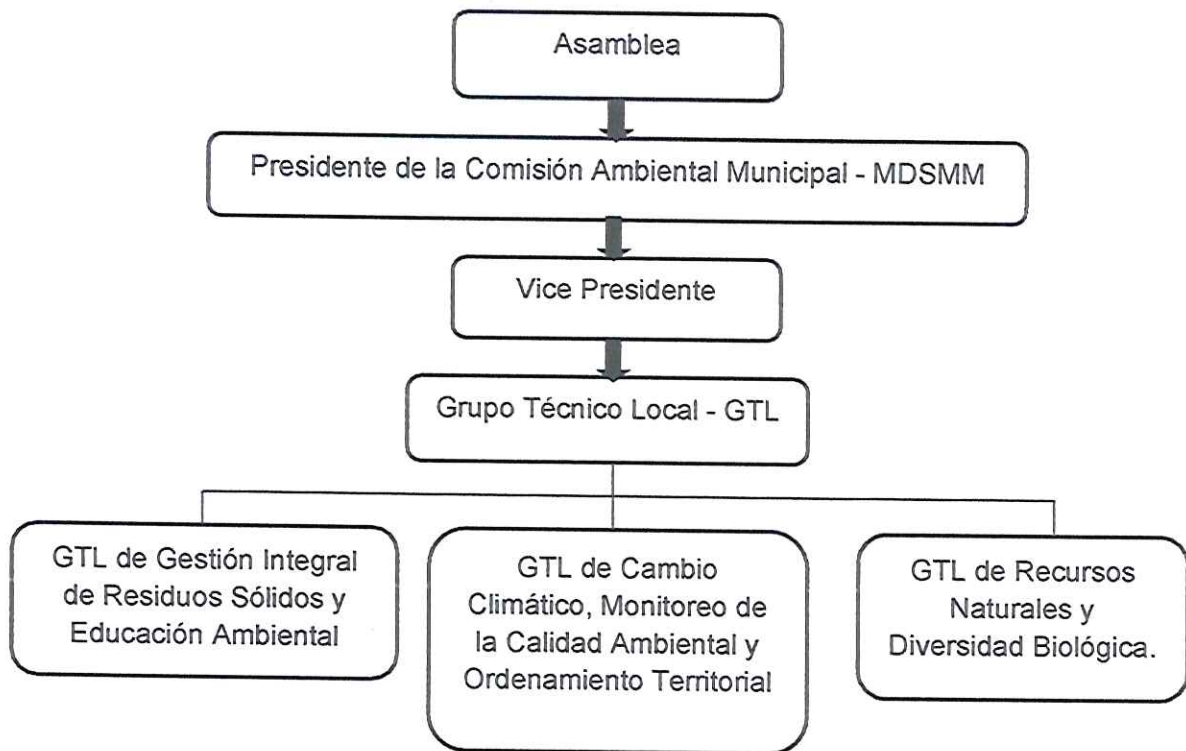 Asamblea
Presidente de la Comisión Ambiental Municipal - MDSMM
Vice Presidente
Grupo Técnico Local - GTL
GTL de Gestión Integral
de Residuos Sólidos y
Educación Ambiental
GTL de Cambio
Climático, Monitoreo de
la Calidad Ambiental y
Ordenamiento Territorial
GTL de Recursos
Naturales y
Diversidad Biológica.